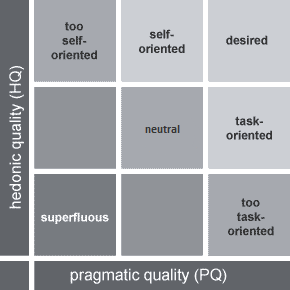 too
self-
oriented
self-
oriented
desired
neutral
task-
oriented
superfluous
too
task-
oriented
hedonic quality (HQ)
pragmatic quality (PQ)